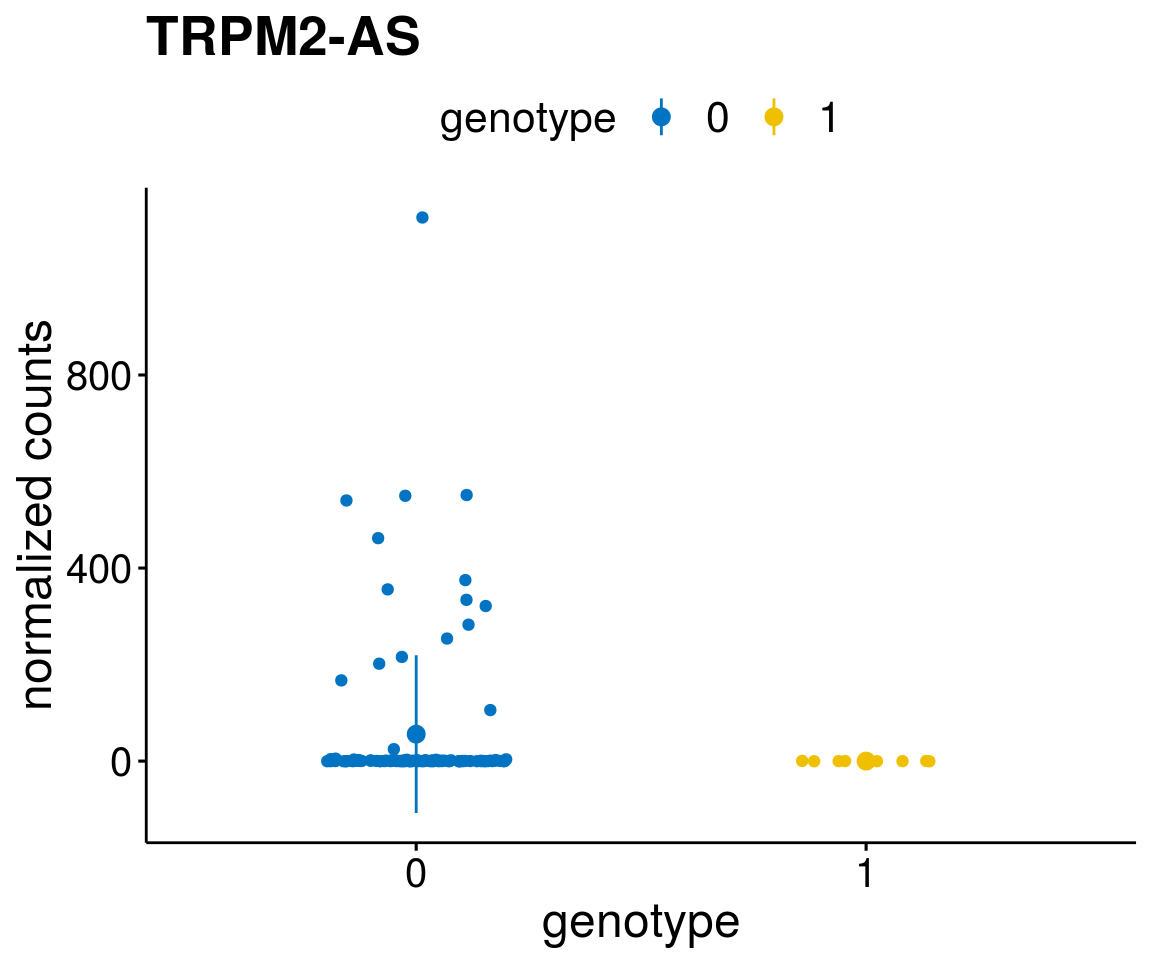 TRPM2-AS
genotype 0 1
normalized counts
800
400
0
0 1
genotype